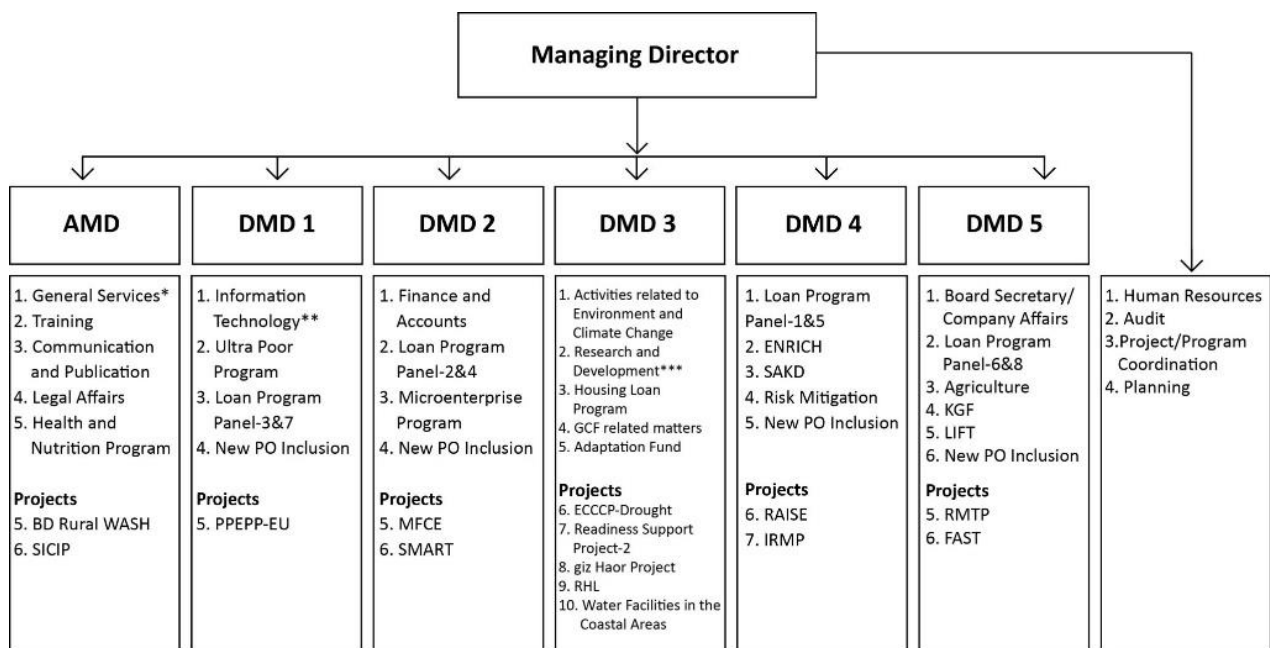 Managing Director
AMD
DMD 1
DMD 2
DMD 3
DMD 4
DMD 5
1. General Services*
2. Training
3. Communication
and Publication
4. Legal Affairs
5. Health and
Nutrition Program
Projects
5. BD Rural WASH
6. SICIP
1. Information
Technology**
2. Ultra Poor
Program
3. Loan Program
Panel-3&7
4. New PO Inclusion
Projects
5. PPEPP-EU
1. Finance and
Accounts
2. Loan Program
Panel-2&4
3. Microenterprise
Program
4. New PO Inclusion
Projects
5. MFCE
6. SMART
1. Activities related to
Environment and
Climate Change
2. Research and
Development***
3. Housing Loan
Program
4. GCF related matters
5. Adaptation Fund
Projects
6. ECCCP-Drought
7. Readiness Support
Project-2
8. giz Haor Project
9. RHL
10. Water Facilities in the
Coastal Areas
1. Loan Program
Panel-1&5
2. ENRICH
3. SAKD
4. Risk Mitigation
5. New PO Inclusion
Projects
6. RAISE
7. IRMP
1. Board Secretary/
Company Affairs
2. Loan Program
Panel-6&8
3. Agriculture
4. KGF
5. LIFT
6. New PO Inclusion
Projects
5. RMTP
6. FAST
1. Human Resources
2. Audit
3.Project/Program
Coordination
4. Planning